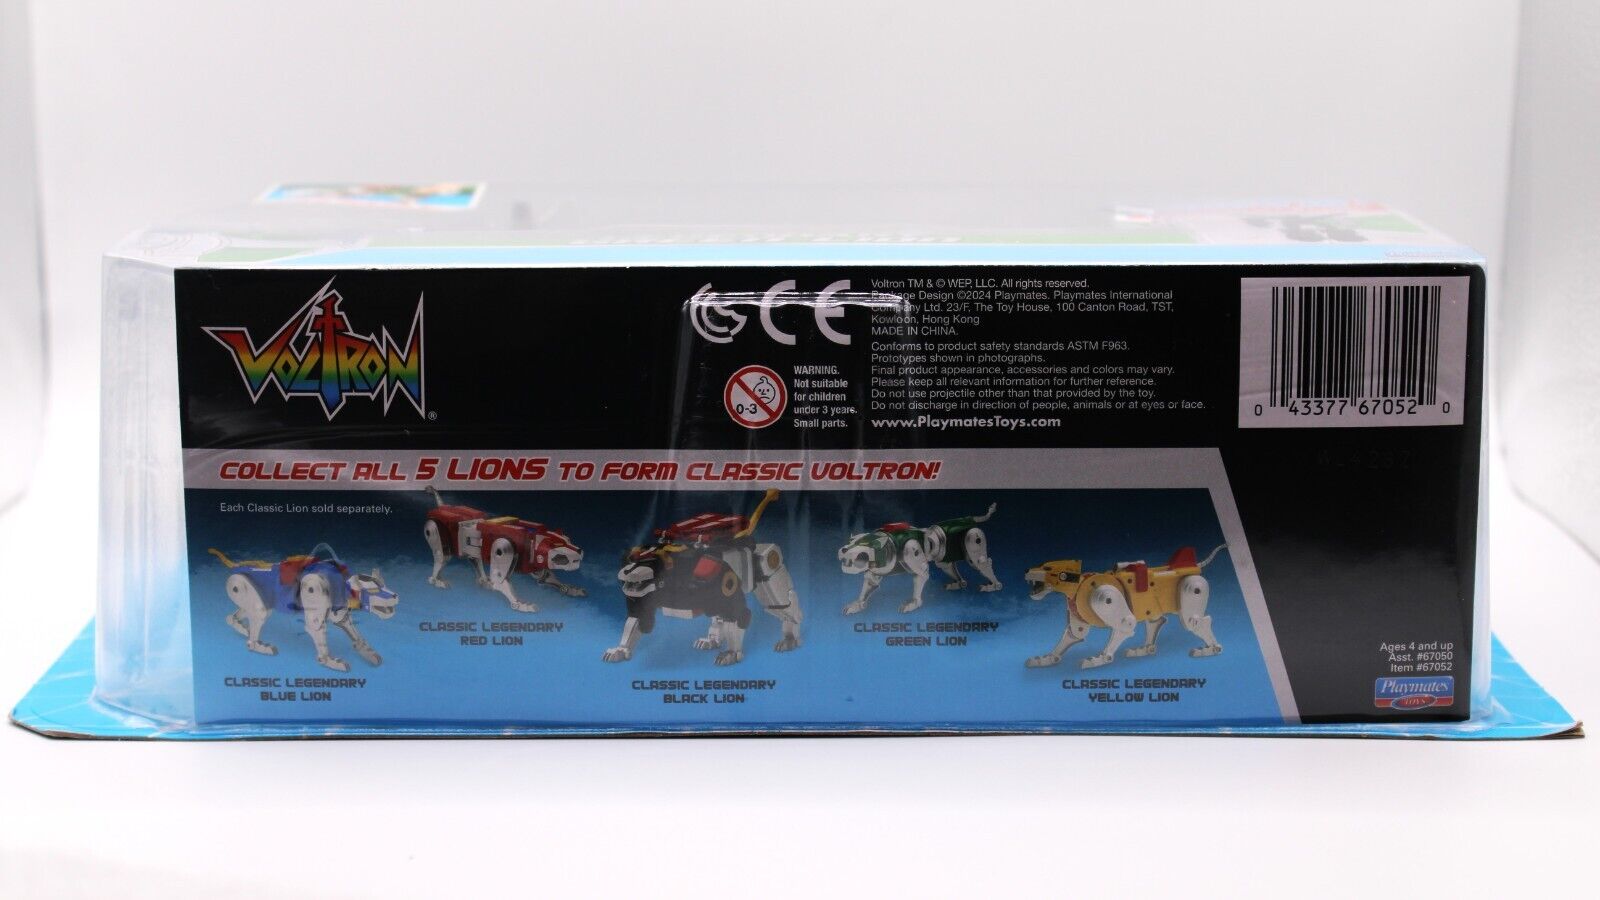 VOLTRON
®
CE
WARNING.
Not suitable
for children
under 3 years.
Small parts.
0-3
Voltron TM & © WEP, LLC. All rights reserved.
Package Design ©2024 Playmates. Playmates International
Company Ltd. 23/F, The Toy House, 100 Canton Road, TST,
Kowloon, Hong Kong
MADE IN CHINA.
Conforms to product safety standards ASTM F963.
Prototypes shown in photographs.
Final product appearance, accessories and colors may vary.
Please keep all relevant information for further reference.
Do not use projectile other than that provided by the toy.
Do not discharge in direction of people, animals or at eyes or face.
www.PlaymatesToys.com
0 43377 67052 0
COLLECT ALL 5 LIONS TO FORM CLASSIC VOLTRON!
Each Classic Lion sold separately.
CLASSIC LEGENDARY
BLUE LION
CLASSIC LEGENDARY
RED LION
CLASSIC LEGENDARY
BLACK LION
CLASSIC LEGENDARY
GREEN LION
CLASSIC LEGENDARY
YELLOW LION
Ages 4 and up
Asst. #67050
Item #67052
Playmates
TOYS